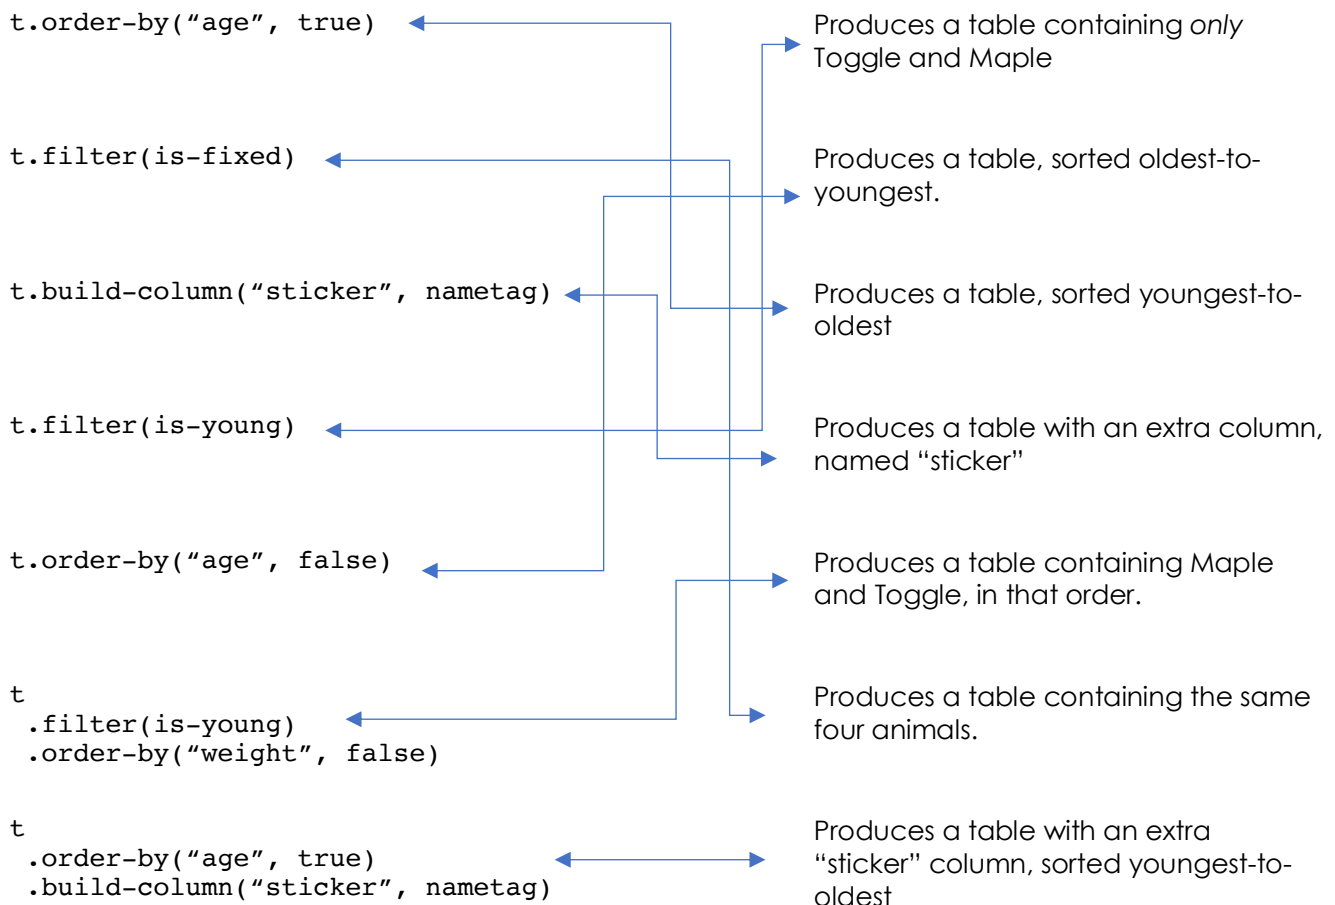 t.order-by(“age”, true)
Produces a table containing only
Toggle and Maple
t.filter(is-fixed)
Produces a table, sorted oldest-to-
youngest.
t.build-column(“sticker”, nametag)
Produces a table, sorted youngest-to-
oldest
t.filter(is-young)
Produces a table with an extra column,
named “sticker”
t.order-by(“age”, false)
Produces a table containing Maple
and Toggle, in that order.
t
.filter(is-young)
.order-by(“weight”, false)
Produces a table containing the same
four animals.
t
.order-by(“age”, true)
.build-column(“sticker”, nametag)
Produces a table with an extra
“sticker” column, sorted youngest-to-
oldest